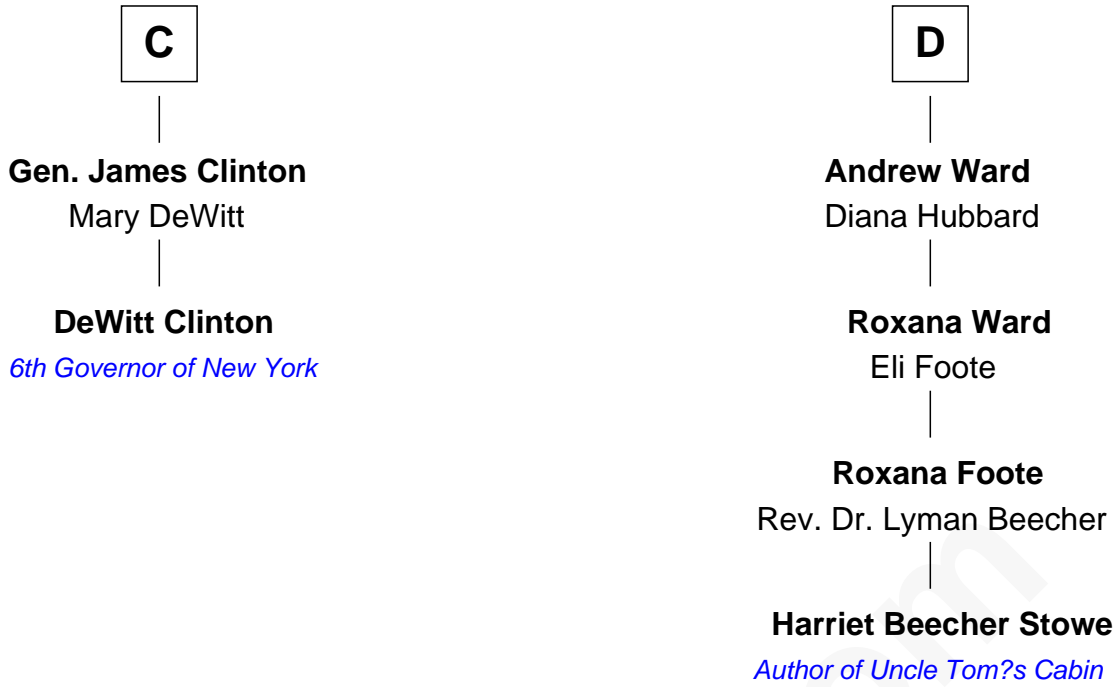 C
Gen. James Clinton
Mary DeWitt
DeWitt Clinton
6th Governor of New York
D
Andrew Ward
Diana Hubbard
Roxana Ward
Eli Foote
Roxana Foote
Rev. Dr. Lyman Beecher
Harriet Beecher Stowe
Author of Uncle Tom?s Cabin